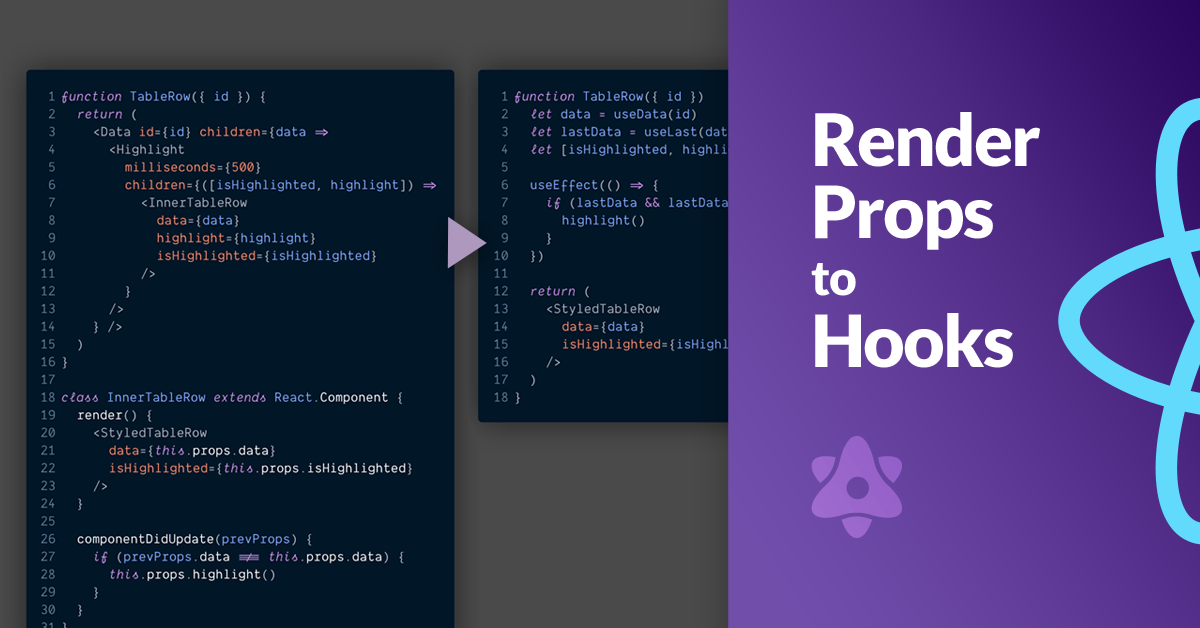 1 function TableRow({ id }) {
2 return (
3 <Data id={id} children={data =>
4 <Highlight
5 milliseconds={500}
6 children={([isHighlighted, highlight]) =>
7 <InnerTableRow
8 data={data}
9 highlight={highlight}
10 isHighlighted={isHighlighted}
11 />
12 }
13 />
14 } />
15 )
16 }
17
18 class InnerTableRow extends React.Component {
19 render() {
20 <StyledTableRow
21 data={this.props.data}
22 isHighlighted={this.props.isHighlighted}
23 />
24 }
25
26 componentDidUpdate(prevProps) {
27 if (prevProps.data !== this.props.data) {
28 this.props.highlight()
29 }
30 }
31 }
1 function TableRow({ id })
2 let data = useData(id)
3 let lastData = useLast(dat
4 let [isHighlighted, highli
5
6 useEffect(() => {
7 if (lastData && lastData
8 highlight()
9 }
10 })
11
12 return (
13 <StyledTableRow
14 data={data}
15 isHighlighted={isHighl
16 />
17 )
18 }
Render
Props
to
Hooks